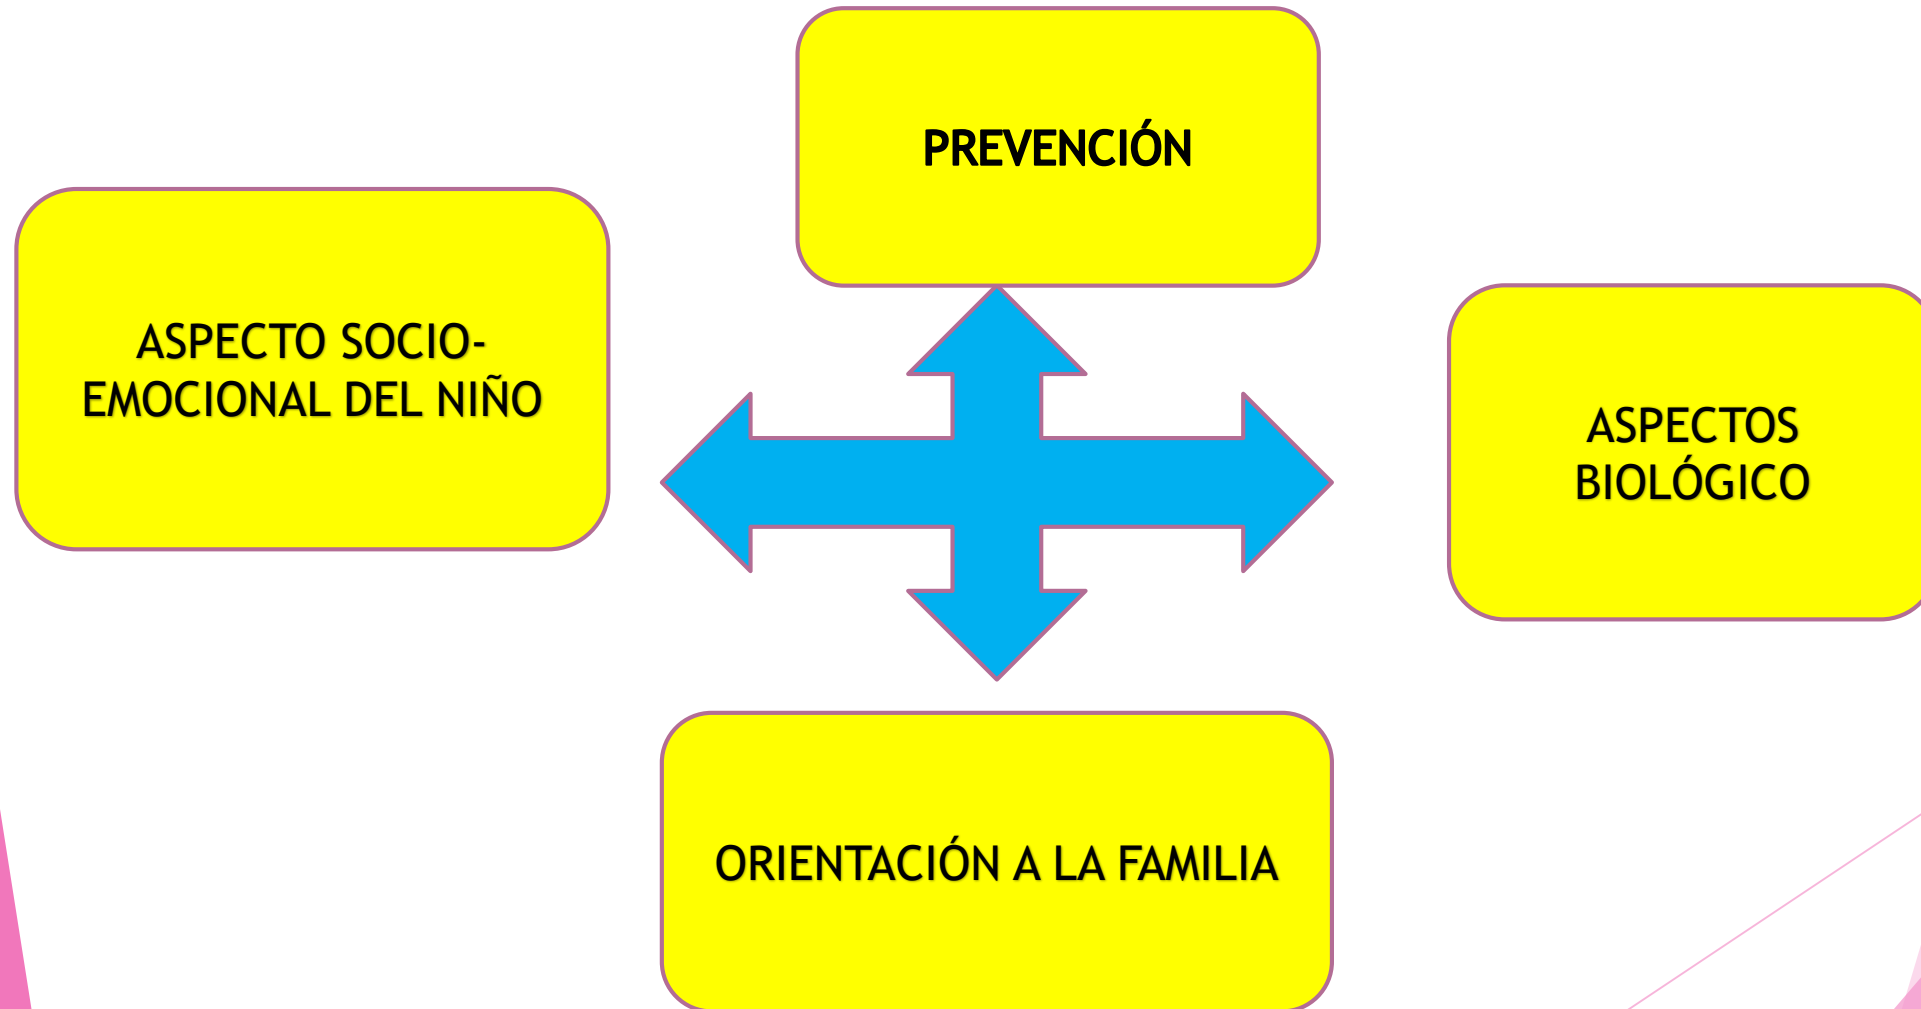 PREVENCIÓN
ASPECTO SOCIO-
EMOCIONAL DEL NIÑO
ASPECTOS
BIOLÓGICO
ORIENTACIÓN A LA FAMILIA